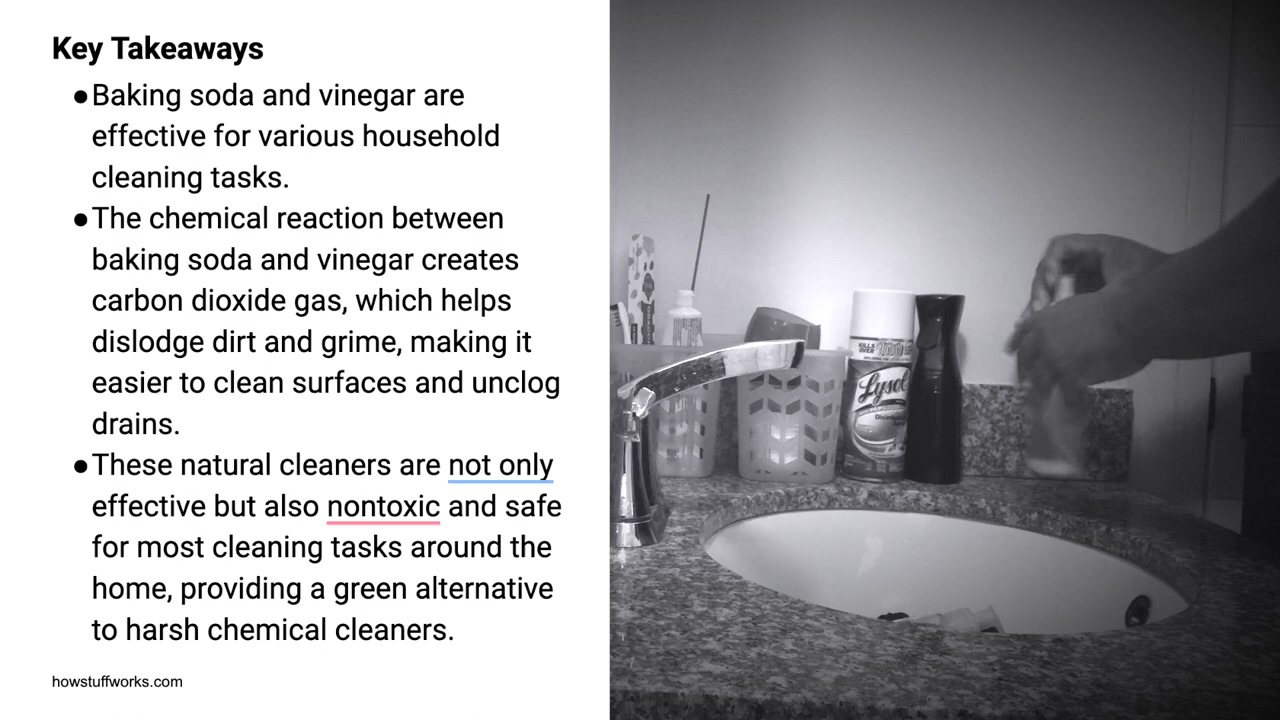 Key Takeaways
●Baking soda and vinegar are
effective for various household
cleaning tasks.
●The chemical reaction between
baking soda and vinegar creates
carbon dioxide gas, which helps
dislodge dirt and grime, making it
easier to clean surfaces and unclog
drains.
●These natural cleaners are not only
effective but also nontoxic and safe
for most cleaning tasks around the
home, providing a green alternative
to harsh chemical cleaners.
howstuffworks.com
KILLS
OVER 100
Lysol